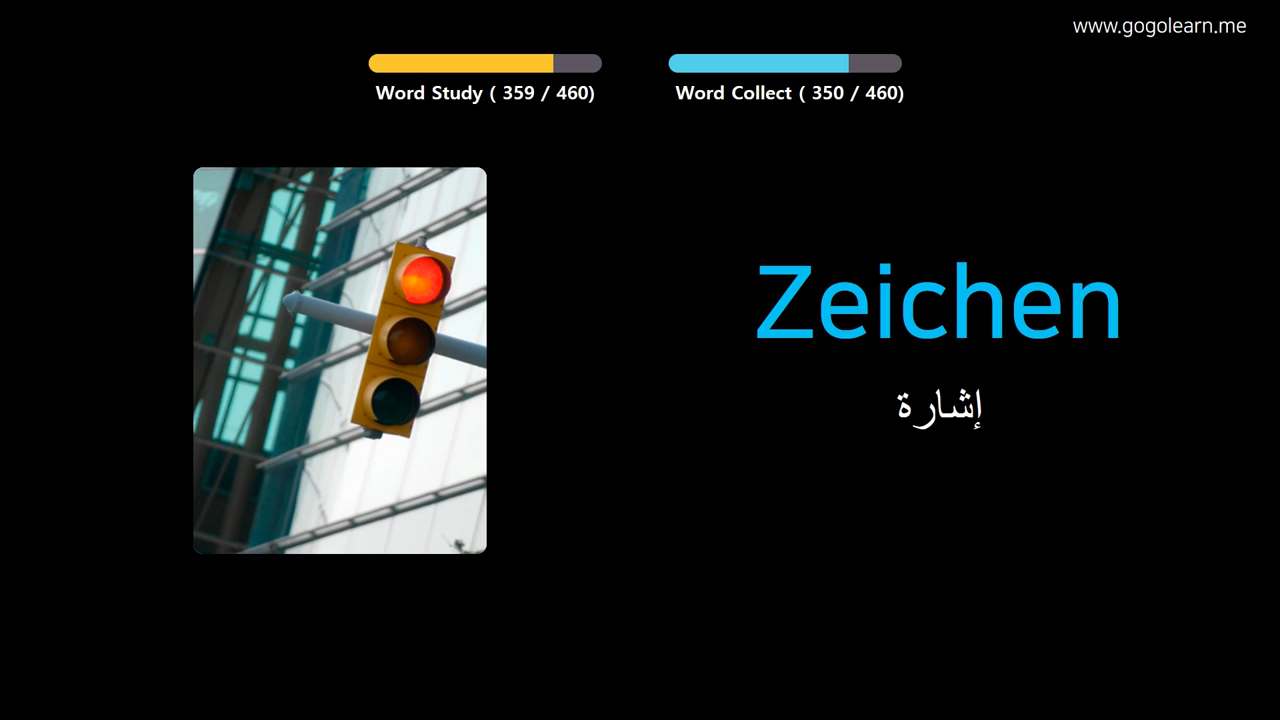 www.gogolearn.me
Word Study ( 359 / 460)
Word Collect ( 350 / 460)
Zeichen
إشارة